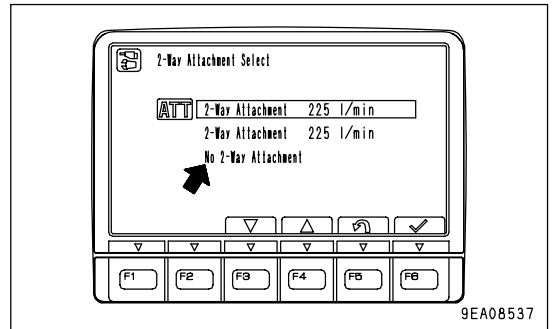 2-Way Attachment Select
ATT 2-Way Attachment 225 l/min
2-Way Attachment 225 l/min
No 2-Way Attachment
F1 F2 F3 F4 F5 F6
9EA08537